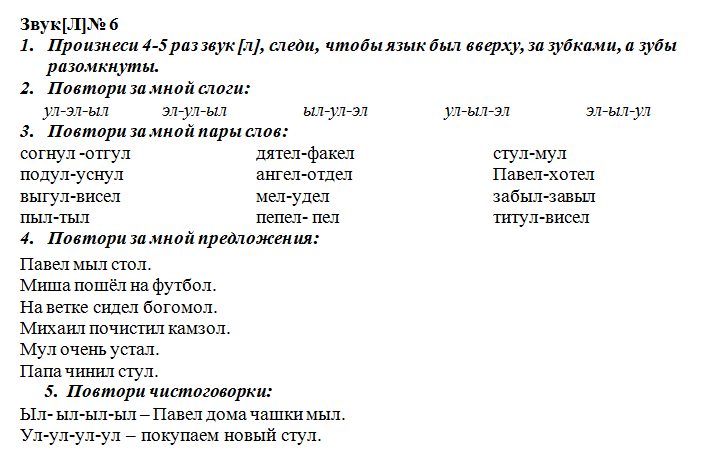 Звук[Л]№ 6
1. Произнеси 4-5 раз звук [л], следи, чтобы язык был вверху, за зубками, а зубы
разомкнуты.
2. Повтори за мной слоги:
ул-эл-ыл эл-ул-ыл ыл-ул-эл ул-ыл-эл эл-ыл-ул
3. Повтори за мной пары слов:
согнул -отгул дятел-факел стул-мул
подул-уснул ангел-отдел Павел-хотел
выгул-висел мел-удел забыл-завыл
пыл-тыл пепел- пел титул-висел
4. Повтори за мной предложения:
Павел мыл стол.
Миша пошёл на футбол.
На ветке сидел богомол.
Михаил почистил камзол.
Мул очень устал.
Папа чинил стул.
5. Повтори чистоговорки:
Ыл- ыл-ыл-ыл – Павел дома чашки мыл.
Ул-ул-ул-ул – покупаем новый стул.